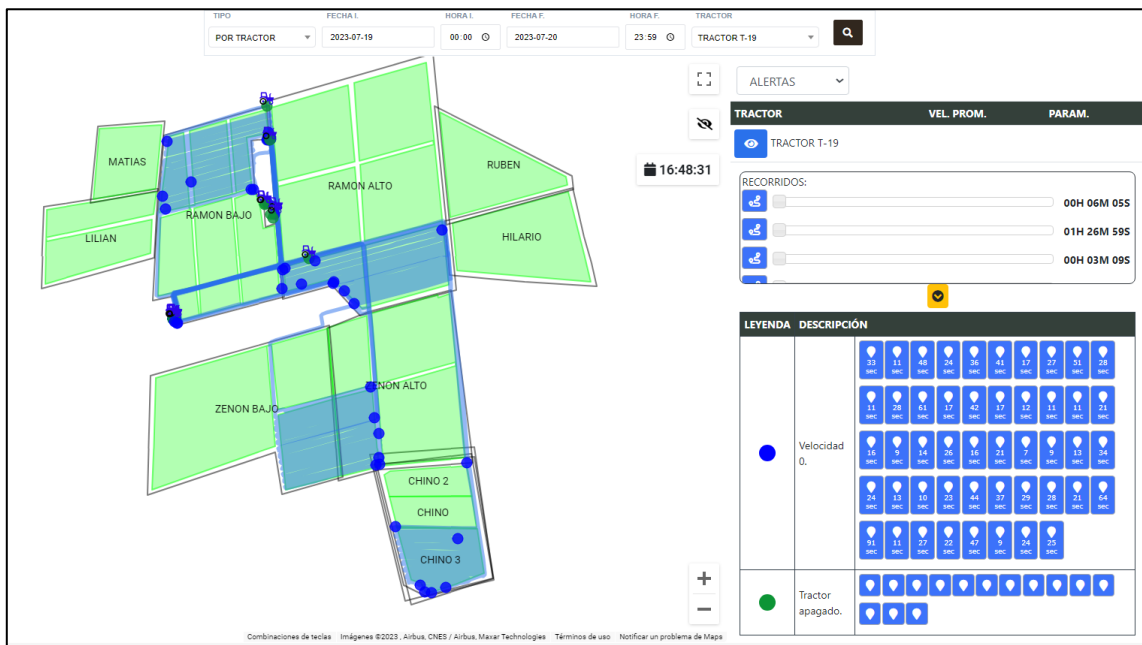 TIPO FECHA I. HORA I. FECHA F. HORA F. TRACTOR
POR TRACTOR 2023-07-19 00:00 2023-07-20 23:59 TRACTOR T-19
16:48:31
MATIAS
LILIAN
RAMON BAJO
RAMON ALTO
RUBEN
HILARIO
ZENON BAJO
ZENON ALTO
CHINO 2
CHINO
CHINO 3
Combinaciones de teclas Imágenes ©2023 , Airbus, CNES / Airbus, Maxar Technologies Términos de uso Notificar un problema de Maps
ALERTAS
TRACTOR VEL. PROM. PARAM.
TRACTOR T-19
RECORRIDOS:
00H 06M 05S
01H 26M 59S
00H 03M 09S
LEYENDA DESCRIPCIÓN
Velocidad
0.
33 sec 11 sec 48 sec 24 sec 36 sec 41 sec 17 sec 27 sec 51 sec 28 sec
11 sec 28 sec 61 sec 17 sec 42 sec 17 sec 12 sec 11 sec 11 sec 21 sec
16 sec 9 sec 14 sec 26 sec 16 sec 21 sec 7 sec 9 sec 13 sec 34 sec
24 sec 13 sec 10 sec 23 sec 44 sec 37 sec 29 sec 28 sec 21 sec 64 sec
91 sec 11 sec 27 sec 22 sec 47 sec 9 sec 24 sec 25 sec
Tractor
apagado.